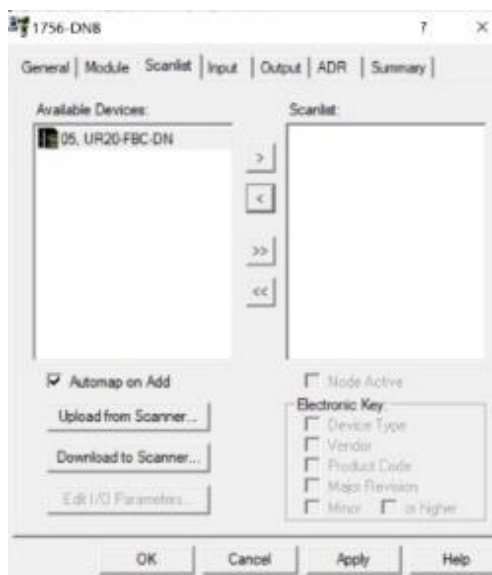 1756-DNB ? ×
General Module Scanlist Input Output ADR Summary
Available Devices: Scanlist:
05, UR20-FBC-DN
>
<
>>
<<
Automap on Add Node Active
Upload from Scanner... Electronic Key:
Device Type
Vendor
Download to Scanner... Product Code
Major Revision
Edit I/O Parameters... Minor or higher
OK Cancel Apply Help